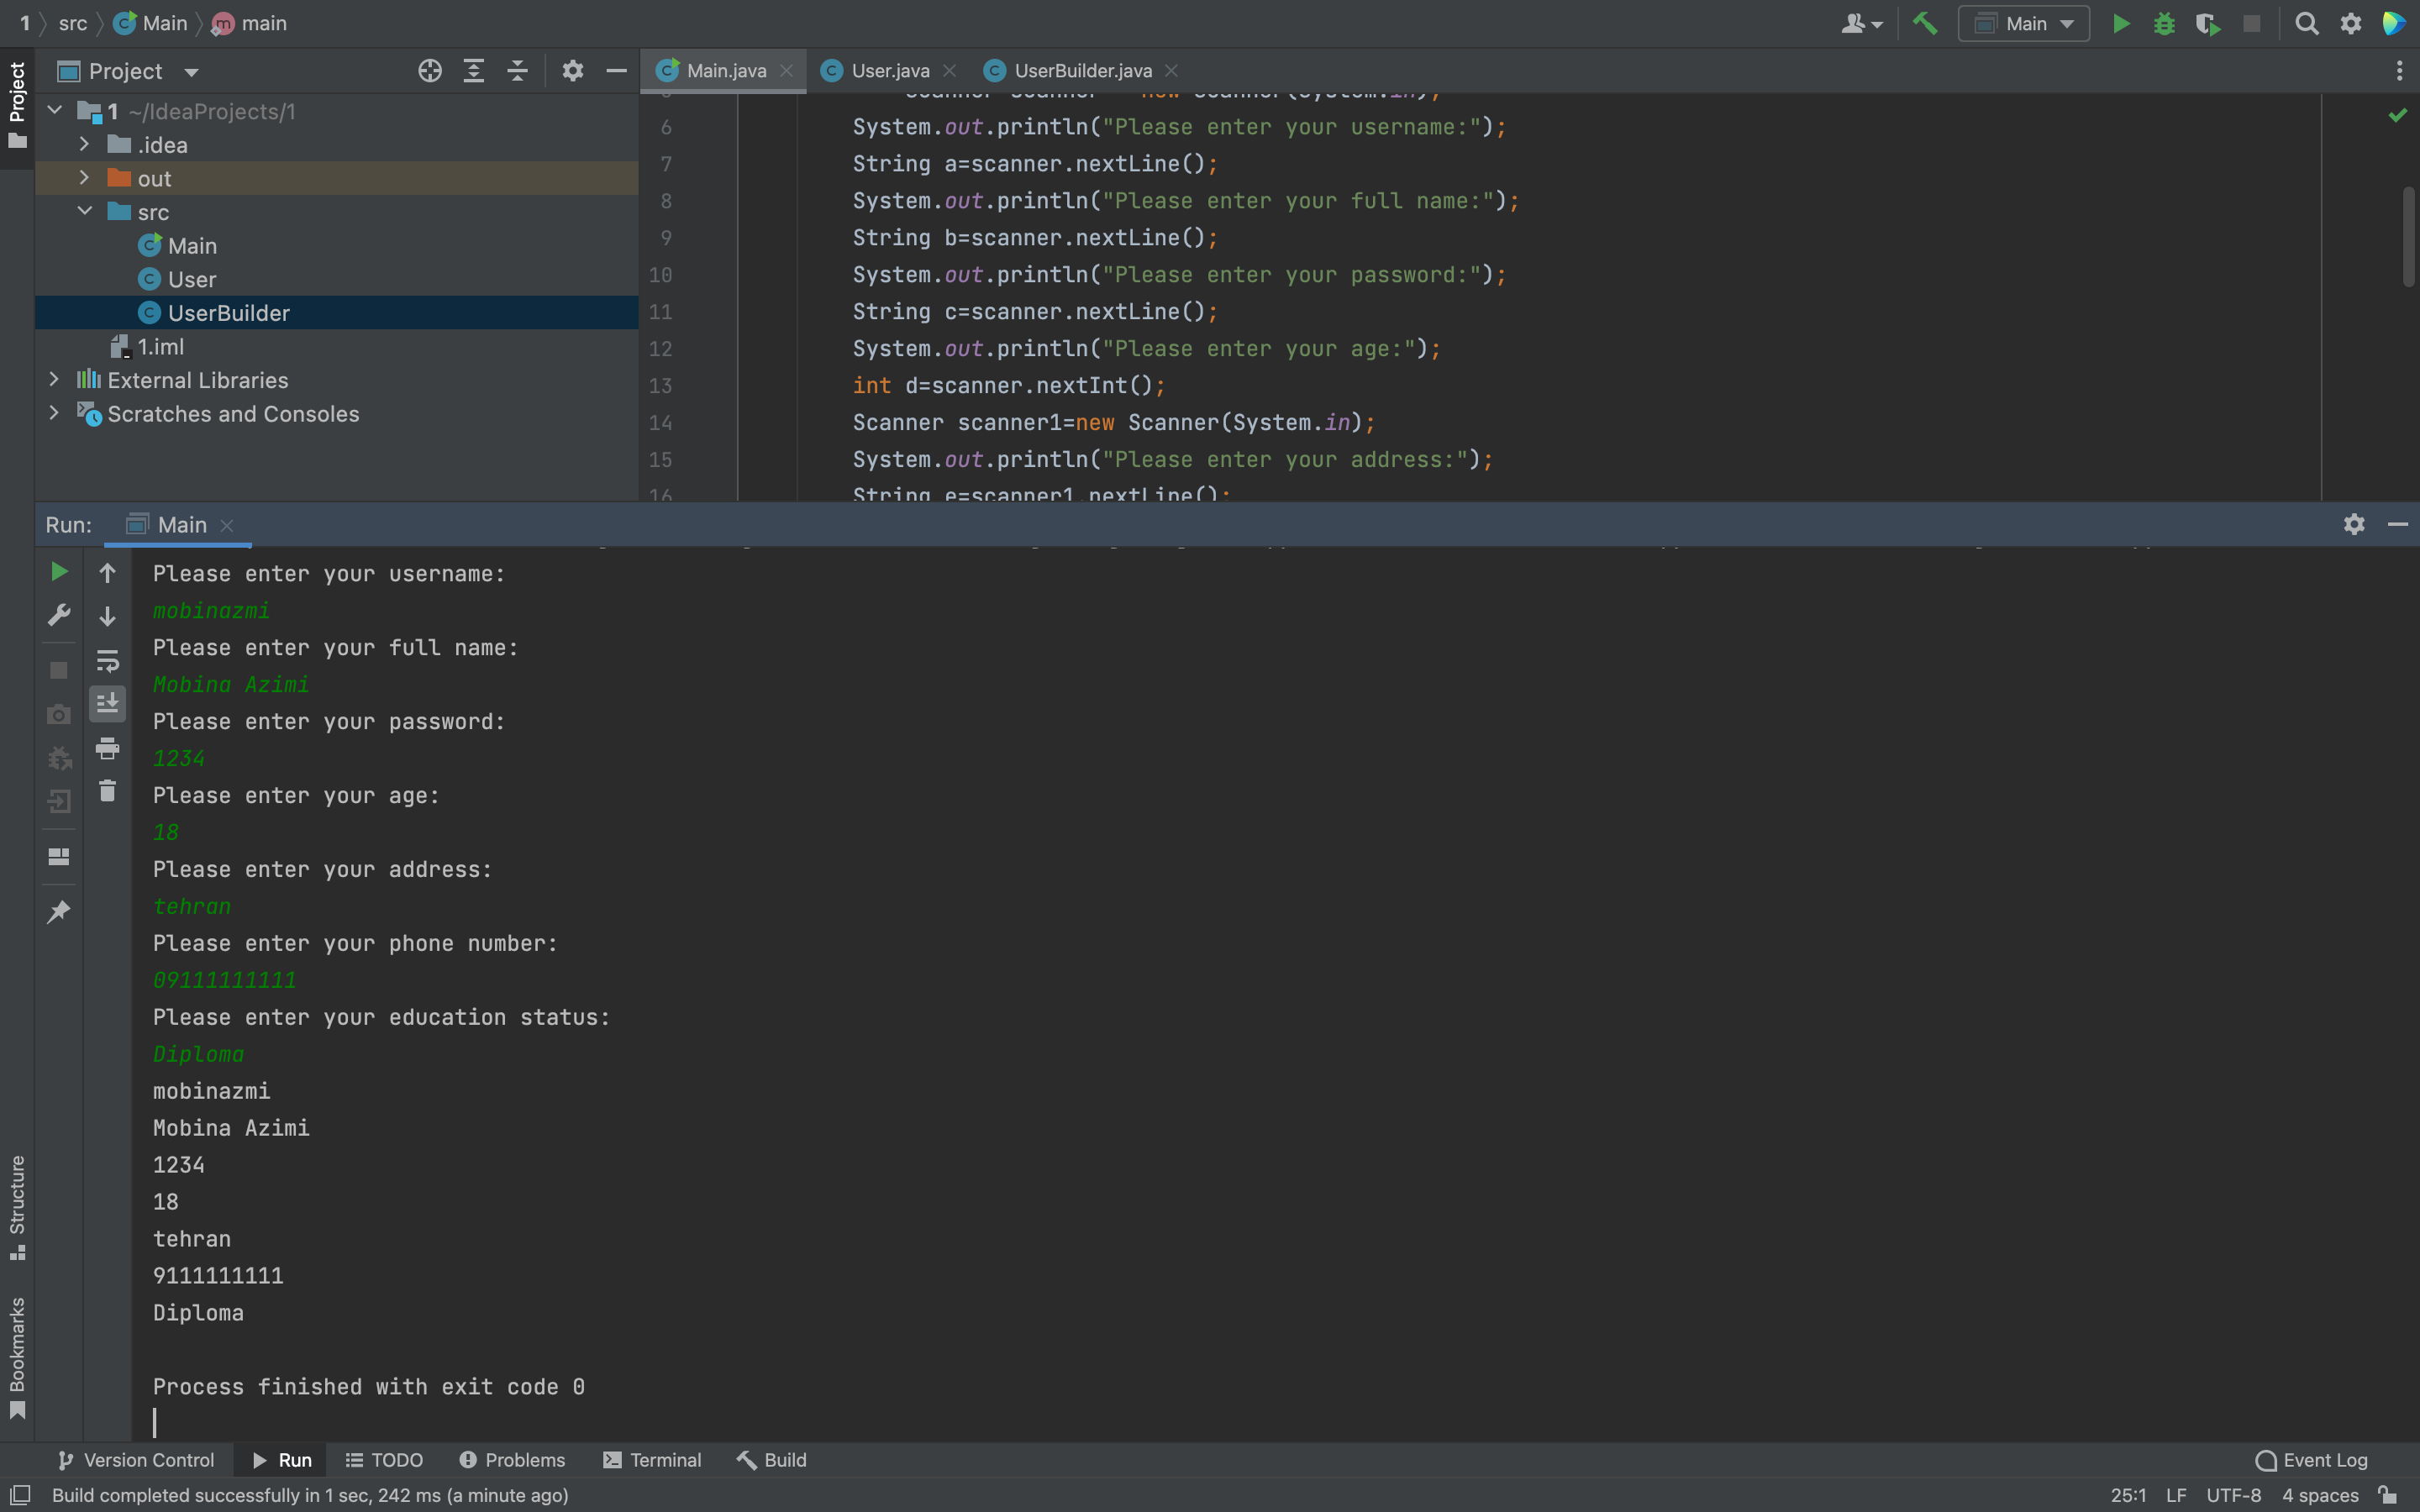 1 src Main main
Main
Project
Main.java User.java UserBuilder.java
Project
1 ~/IdeaProjects/1
.idea
out
src
Main
User
UserBuilder
1.iml
External Libraries
Scratches and Consoles
Scanner scanner = new Scanner(System.in);
6 System.out.println("Please enter your username:");
7 String a=scanner.nextLine();
8 System.out.println("Please enter your full name:");
9 String b=scanner.nextLine();
10 System.out.println("Please enter your password:");
11 String c=scanner.nextLine();
12 System.out.println("Please enter your age:");
13 int d=scanner.nextInt();
14 Scanner scanner1=new Scanner(System.in);
15 System.out.println("Please enter your address:");
16 String e=scanner1.nextLine();
Run: Main
Please enter your username:
mobinazmi
Please enter your full name:
Mobina Azimi
Please enter your password:
1234
Please enter your age:
18
Please enter your address:
tehran
Please enter your phone number:
09111111111
Please enter your education status:
Diploma
mobinazmi
Mobina Azimi
1234
18
tehran
9111111111
Diploma
Process finished with exit code 0
Structure
Bookmarks
Version Control Run TODO Problems Terminal Build Event Log
Build completed successfully in 1 sec, 242 ms (a minute ago) 25:1 LF UTF-8 4 spaces